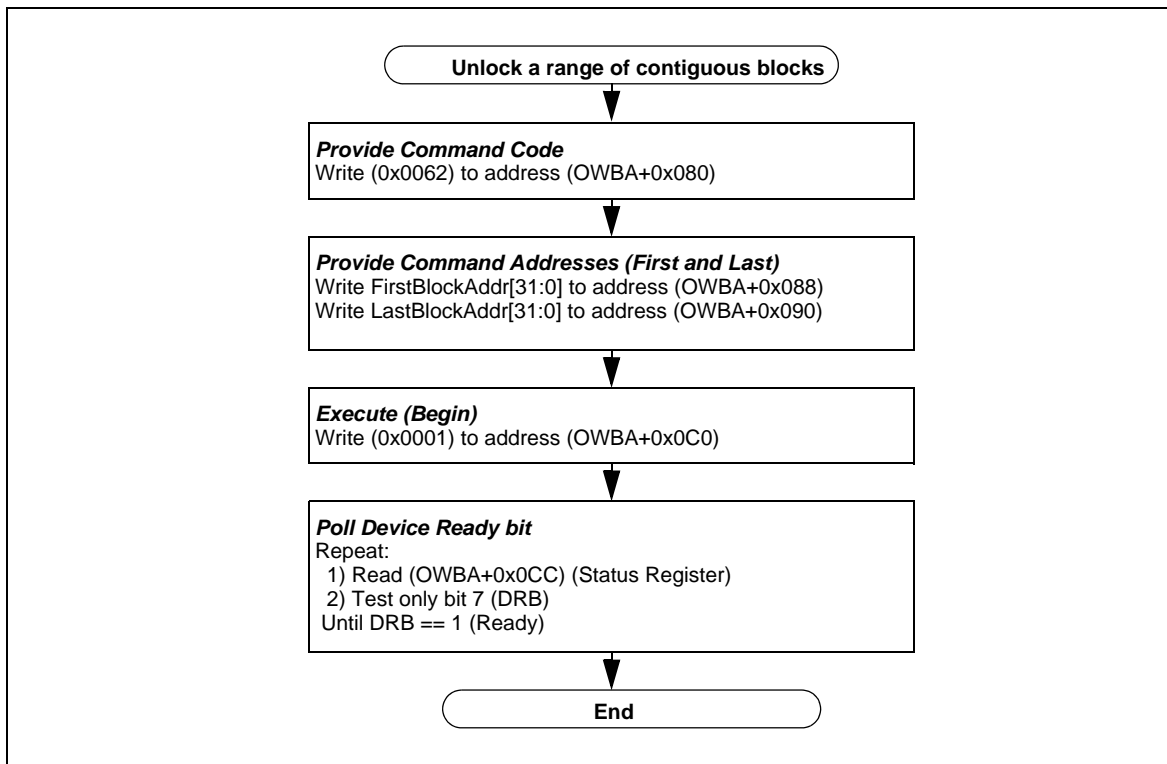 Unlock a range of contiguous blocks
Provide Command Code
Write (0x0062) to address (OWBA+0x080)
Provide Command Addresses (First and Last)
Write FirstBlockAddr[31:0] to address (OWBA+0x088)
Write LastBlockAddr[31:0] to address (OWBA+0x090)
Execute (Begin)
Write (0x0001) to address (OWBA+0x0C0)
Poll Device Ready bit
Repeat:
1) Read (OWBA+0x0CC) (Status Register)
2) Test only bit 7 (DRB)
Until DRB == 1 (Ready)
End